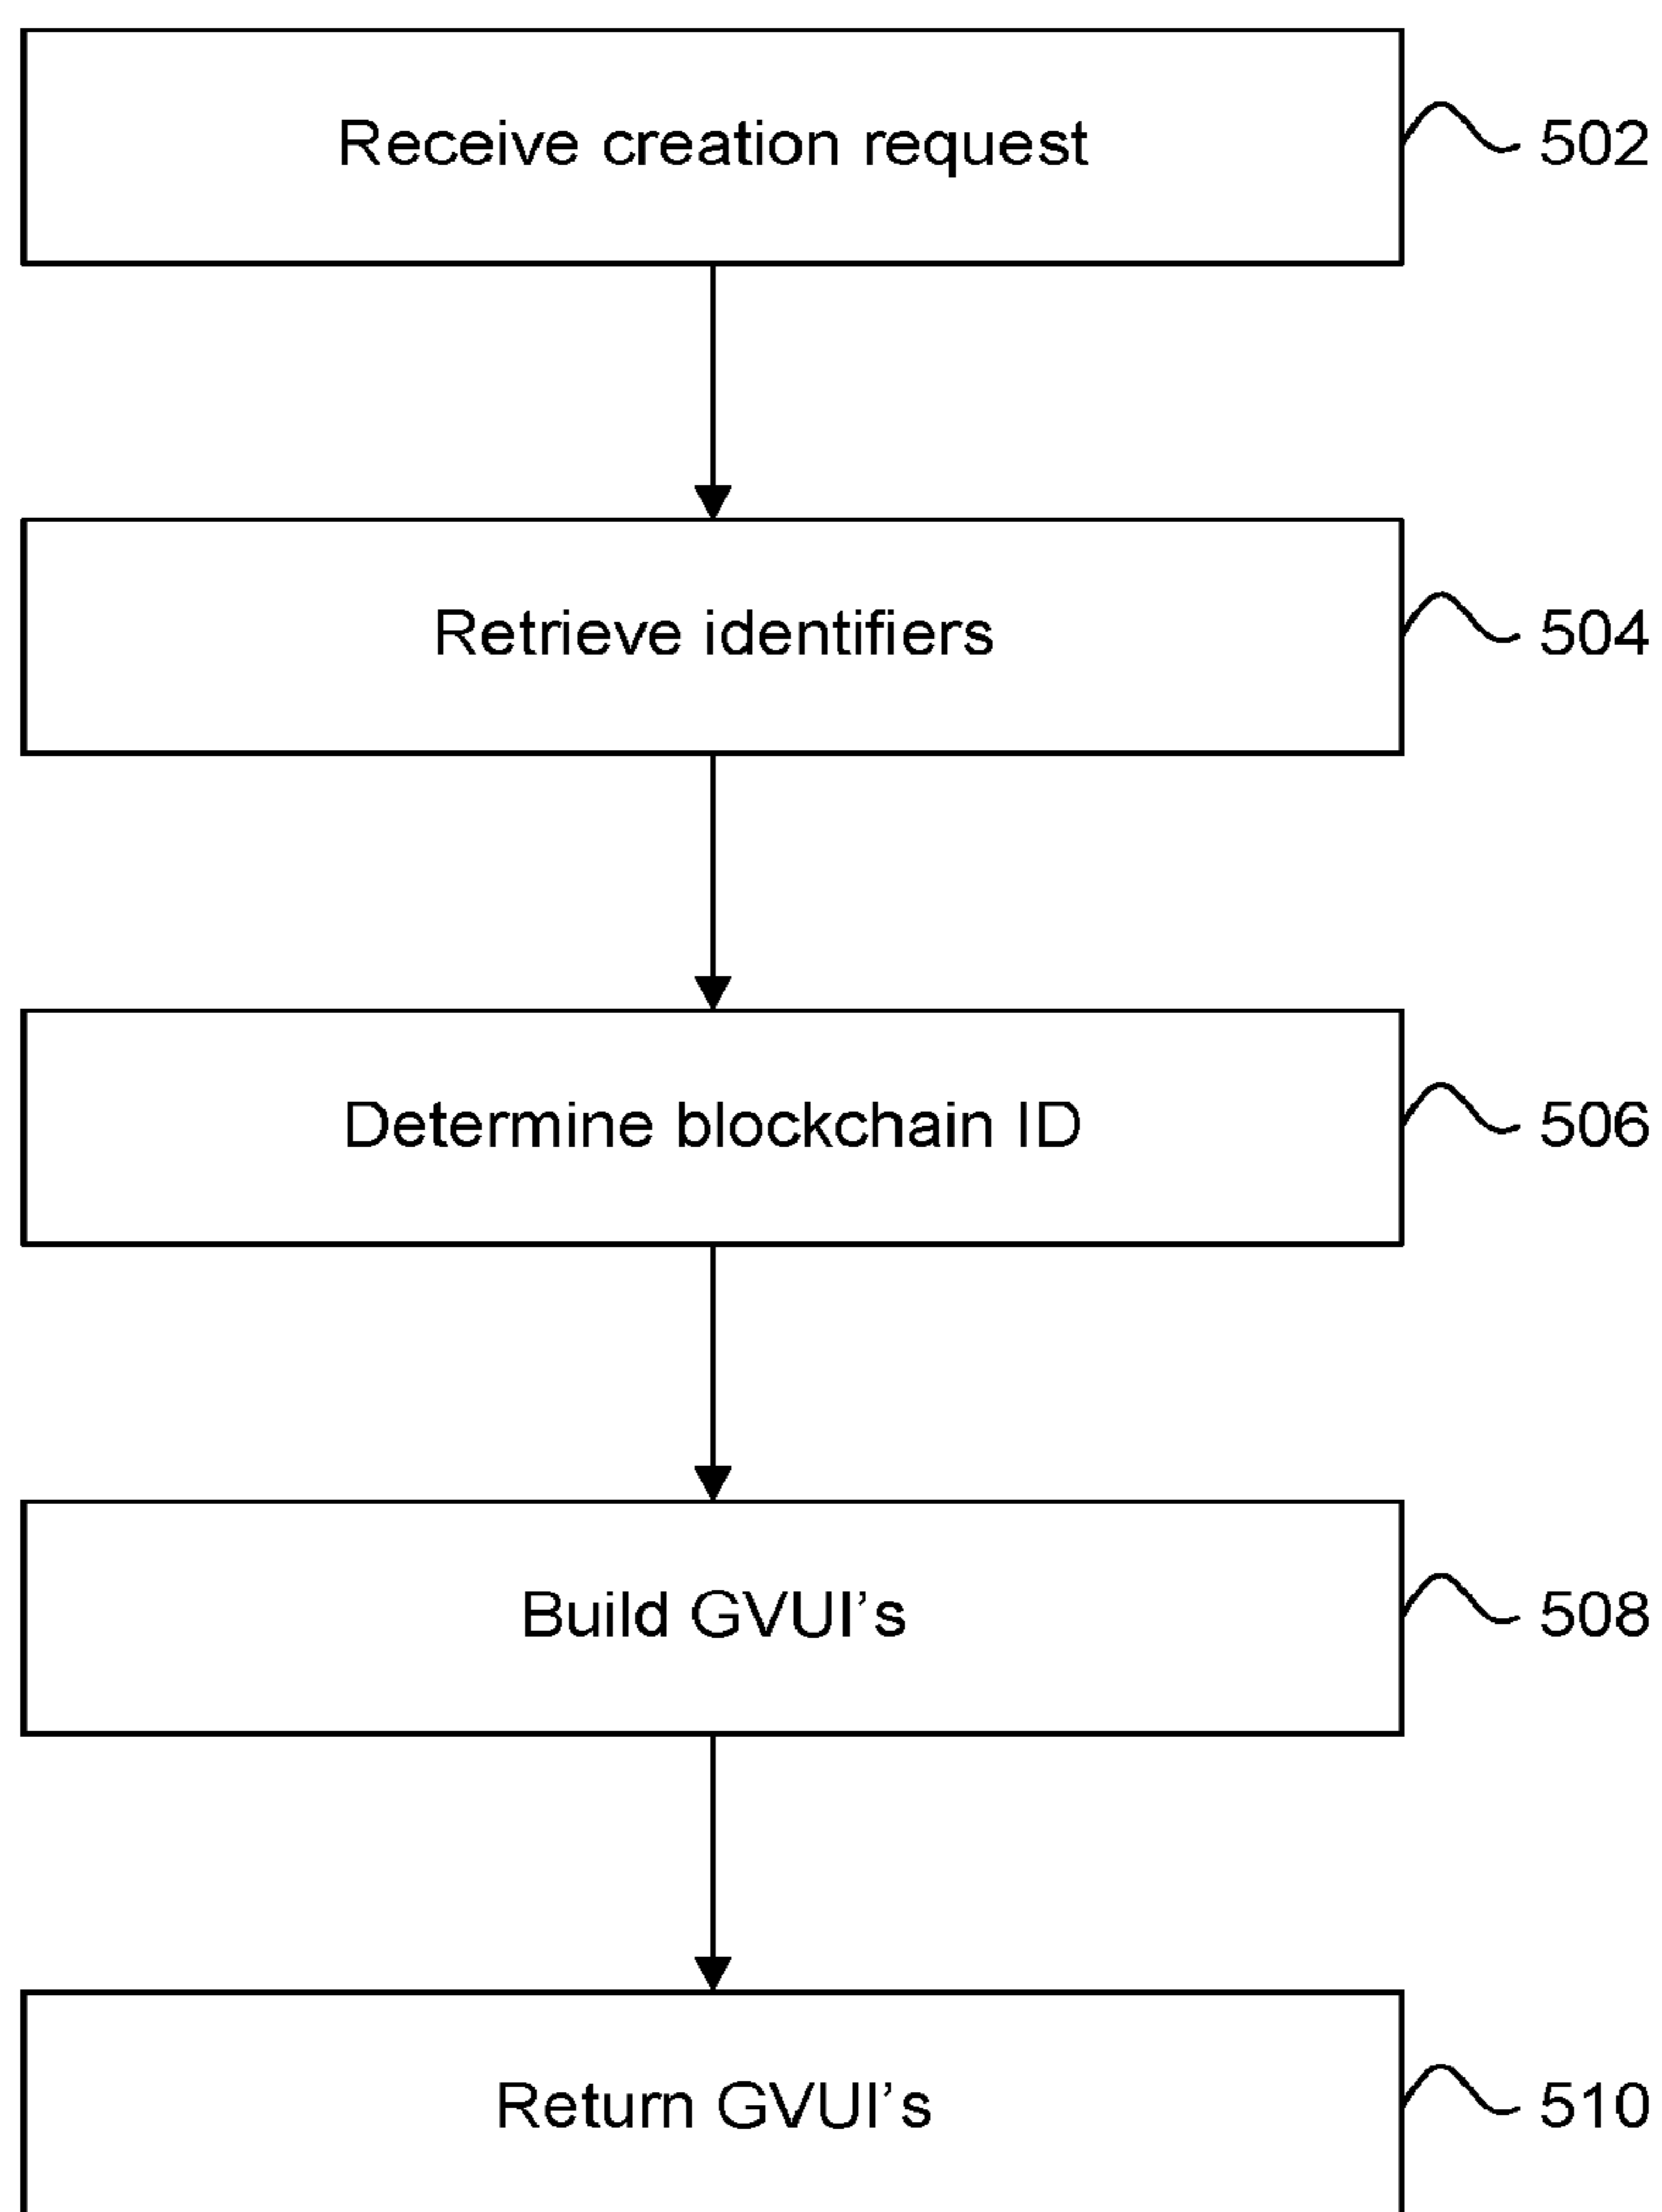 Receive creation request
502
Retrieve identifiers
504
Determine blockchain ID
506
Build GVUI’s
508
Return GVUI’s
510